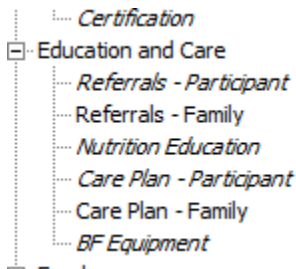 Certification
Education and Care
Referrals - Participant
Referrals - Family
Nutrition Education
Care Plan - Participant
Care Plan - Family
BF Equipment